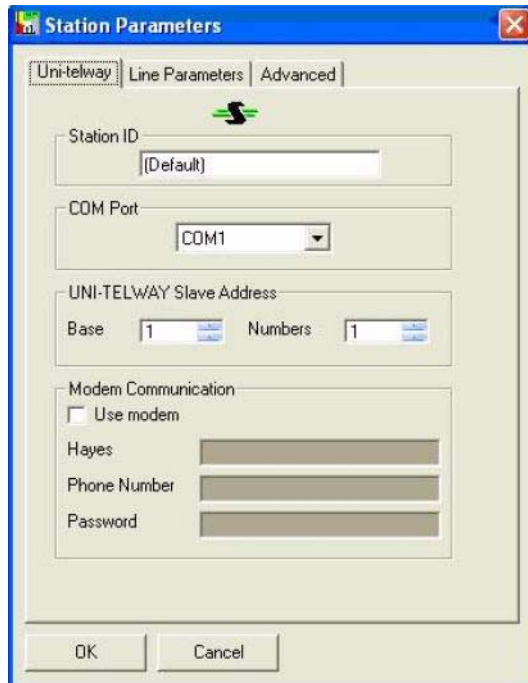 Station Parameters
Uni-telway Line Parameters Advanced
Station ID
(Default)
COM Port
COM1
UNI-TELWAY Slave Address
Base 1 Numbers 1
Modem Communication
Use modem
Hayes
Phone Number
Password
OK Cancel